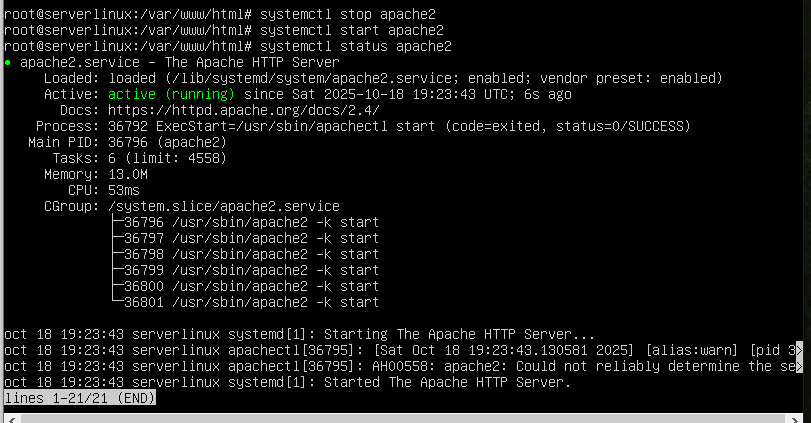 root@serverlinux:/var/www/html# systemctl stop apache2
root@serverlinux:/var/www/html# systemctl start apache2
root@serverlinux:/var/www/html# systemctl status apache2
● apache2.service - The Apache HTTP Server
Loaded: loaded (/lib/systemd/system/apache2.service; enabled; vendor preset: enabled)
Active: active (running) since Sat 2025-10-18 19:23:43 UTC; 6s ago
Docs: https://httpd.apache.org/docs/2.4/
Process: 36792 ExecStart=/usr/sbin/apachectl start (code=exited, status=0/SUCCESS)
Main PID: 36796 (apache2)
Tasks: 6 (limit: 4558)
Memory: 13.0M
CPU: 53ms
CGroup: /system.slice/apache2.service
├─36796 /usr/sbin/apache2 -k start
├─36797 /usr/sbin/apache2 -k start
├─36798 /usr/sbin/apache2 -k start
├─36799 /usr/sbin/apache2 -k start
├─36800 /usr/sbin/apache2 -k start
└─36801 /usr/sbin/apache2 -k start
oct 18 19:23:43 serverlinux systemd[1]: Starting The Apache HTTP Server...
oct 18 19:23:43 serverlinux apachectl[36795]: [Sat Oct 18 19:23:43.130581 2025] [alias:warn] [pid 3>
oct 18 19:23:43 serverlinux apachectl[36795]: AH00558: apache2: Could not reliably determine the se>
oct 18 19:23:43 serverlinux systemd[1]: Started The Apache HTTP Server.
lines 1-21/21 (END)